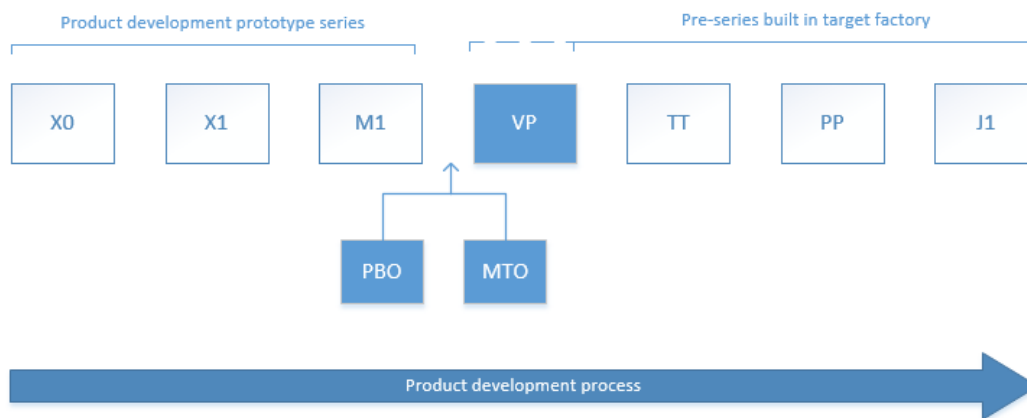 Product development prototype series
Pre-series built in target factory
X0
X1
M1
VP
TT
PP
J1
PBO
MTO
Product development process